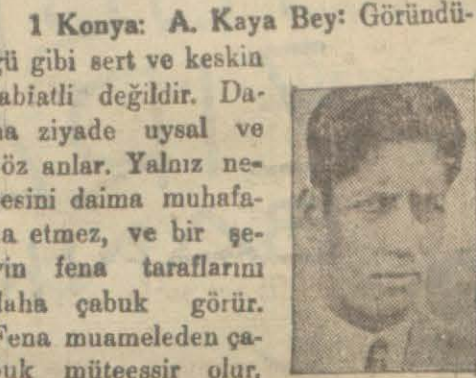 1 Konya: A. Kaya Bey: Göründü-
ğü gibi sert ve keskin
abiatli değildir. Da-
a ziyade uysal ve
öz anlar. Yalnız ne-
esini daima muhafa-
a etmez, ve bir şe-
yin fena taraflarını
daha çabuk görür.
Fena muameleden ça-
buk müteessir olur.